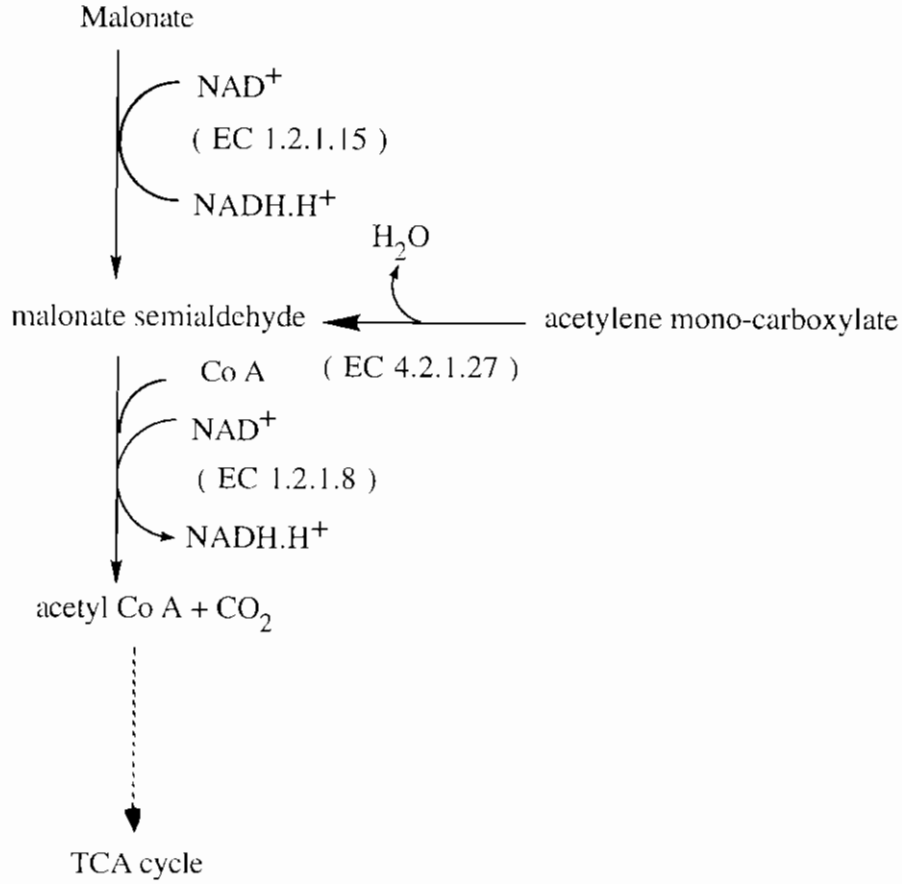 Malonate
NAD+
( EC 1.2.1.15 )
NADH.H+
H2O
malonate semialdehyde
acetylene mono-carboxylate
Co A
( EC 4.2.1.27 )
NAD+
( EC 1.2.1.8 )
NADH.H+
acetyl Co A + CO2
TCA cycle